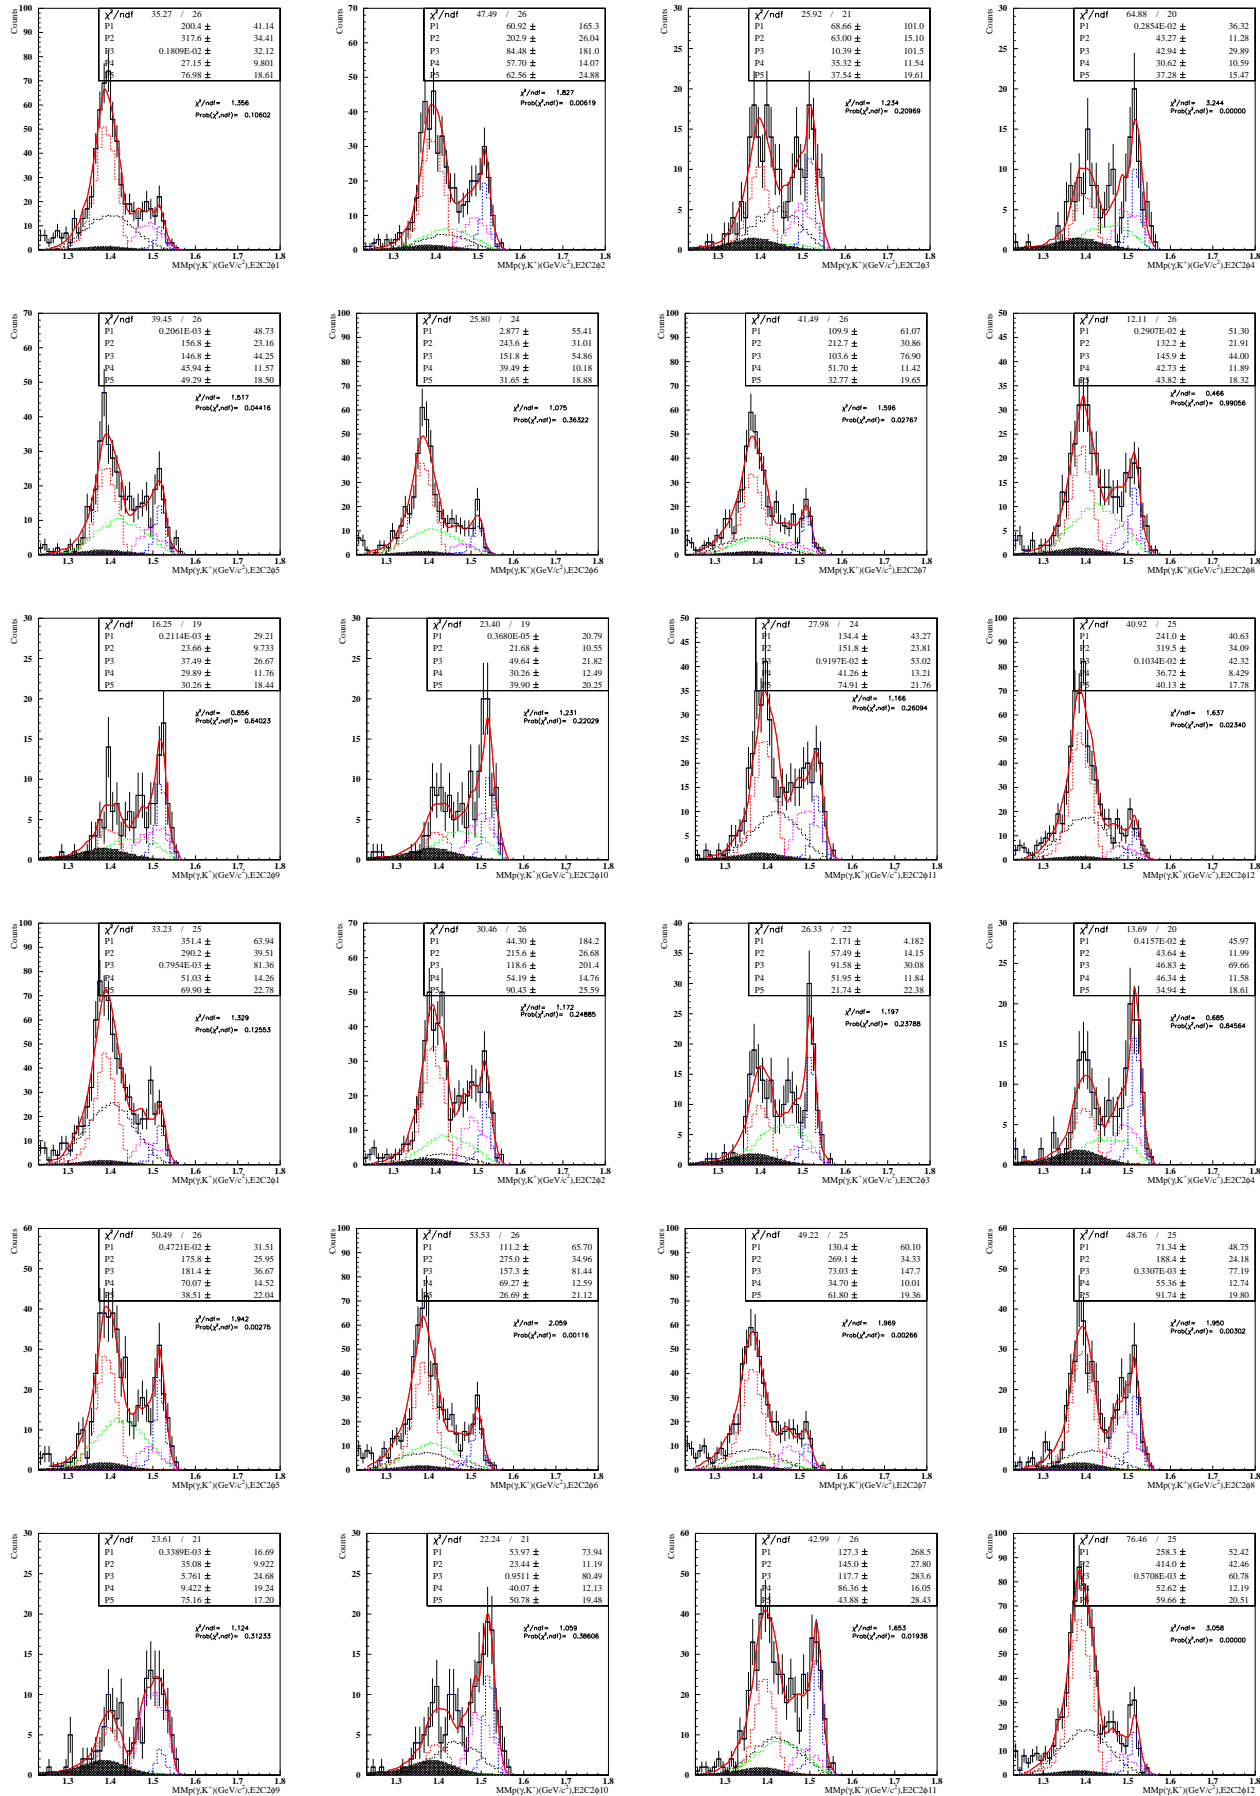 χ²/ndf 35.27 / 26
P1 200.4 ± 41.14
P2 317.6 ± 34.41
P3 0.1809E-02 ± 32.12
P4 27.15 ± 9.801
P5 76.98 ± 18.61
χ²/ndf= 1.356
Prob(χ²,ndf)= 0.10602
MMp(γ,K⁺)(GeV/c²),E2C2ϕ1
χ²/ndf 47.49 / 26
P1 60.92 ± 165.3
P2 202.9 ± 26.04
P3 84.48 ± 181.0
P4 57.70 ± 14.07
P5 62.56 ± 24.88
χ²/ndf= 1.827
Prob(χ²,ndf)= 0.00619
MMp(γ,K⁺)(GeV/c²),E2C2ϕ2
χ²/ndf 25.92 / 21
P1 68.66 ± 101.0
P2 63.00 ± 15.10
P3 10.39 ± 101.5
P4 35.32 ± 11.54
P5 37.54 ± 19.61
χ²/ndf= 1.234
Prob(χ²,ndf)= 0.20969
MMp(γ,K⁺)(GeV/c²),E2C2ϕ3
χ²/ndf 64.88 / 20
P1 0.2854E-02 ± 36.32
P2 43.27 ± 11.28
P3 42.94 ± 29.89
P4 30.62 ± 10.59
P5 37.28 ± 15.47
χ²/ndf= 3.244
Prob(χ²,ndf)= 0.00000
MMp(γ,K⁺)(GeV/c²),E2C2ϕ4
χ²/ndf 39.45 / 26
P1 0.2061E-03 ± 48.73
P2 156.8 ± 23.16
P3 146.8 ± 44.25
P4 45.94 ± 11.57
P5 49.29 ± 18.50
χ²/ndf= 1.517
Prob(χ²,ndf)= 0.04416
MMp(γ,K⁺)(GeV/c²),E2C2ϕ5
χ²/ndf 25.80 / 24
P1 2.877 ± 55.41
P2 243.6 ± 31.01
P3 151.8 ± 54.86
P4 39.49 ± 10.18
P5 31.65 ± 18.88
χ²/ndf= 1.075
Prob(χ²,ndf)= 0.36322
MMp(γ,K⁺)(GeV/c²),E2C2ϕ6
χ²/ndf 41.49 / 26
P1 109.9 ± 61.07
P2 212.7 ± 30.86
P3 103.6 ± 76.90
P4 51.70 ± 11.42
P5 32.77 ± 19.65
χ²/ndf= 1.596
Prob(χ²,ndf)= 0.02767
MMp(γ,K⁺)(GeV/c²),E2C2ϕ7
χ²/ndf 12.11 / 26
P1 0.2907E-02 ± 51.30
P2 132.2 ± 21.91
P3 145.9 ± 44.00
P4 42.73 ± 11.89
P5 43.82 ± 18.32
χ²/ndf= 0.466
Prob(χ²,ndf)= 0.99056
MMp(γ,K⁺)(GeV/c²),E2C2ϕ8
χ²/ndf 16.25 / 19
P1 0.2114E-03 ± 29.21
P2 23.66 ± 9.733
P3 37.49 ± 26.67
P4 29.89 ± 11.76
P5 30.26 ± 18.44
χ²/ndf= 0.856
Prob(χ²,ndf)= 0.64023
MMp(γ,K⁺)(GeV/c²),E2C2ϕ9
χ²/ndf 23.40 / 19
P1 0.3680E-05 ± 20.79
P2 21.68 ± 10.55
P3 49.64 ± 21.82
P4 30.26 ± 12.49
P5 39.90 ± 20.25
χ²/ndf= 1.231
Prob(χ²,ndf)= 0.22029
MMp(γ,K⁺)(GeV/c²),E2C2ϕ10
χ²/ndf 27.98 / 24
P1 134.4 ± 43.27
P2 151.8 ± 23.81
P3 0.9197E-02 ± 53.02
P4 41.26 ± 13.21
P5 74.91 ± 21.76
χ²/ndf= 1.166
Prob(χ²,ndf)= 0.26094
MMp(γ,K⁺)(GeV/c²),E2C2ϕ11
χ²/ndf 40.92 / 25
P1 241.0 ± 40.63
P2 319.5 ± 34.09
P3 0.1034E-02 ± 42.32
P4 36.72 ± 8.429
P5 40.13 ± 17.78
χ²/ndf= 1.637
Prob(χ²,ndf)= 0.02340
MMp(γ,K⁺)(GeV/c²),E2C2ϕ12
χ²/ndf 33.23 / 25
P1 351.4 ± 63.94
P2 290.2 ± 39.51
P3 0.7954E-03 ± 81.36
P4 51.03 ± 14.26
P5 69.90 ± 22.78
χ²/ndf= 1.329
Prob(χ²,ndf)= 0.12553
MMp(γ,K⁺)(GeV/c²),E2C2ϕ1
χ²/ndf 30.46 / 26
P1 44.30 ± 184.2
P2 215.6 ± 26.68
P3 118.6 ± 201.4
P4 54.19 ± 14.76
P5 90.43 ± 25.59
χ²/ndf= 1.172
Prob(χ²,ndf)= 0.24885
MMp(γ,K⁺)(GeV/c²),E2C2ϕ2
χ²/ndf 26.33 / 22
P1 2.171 ± 4.182
P2 57.49 ± 14.15
P3 91.58 ± 30.08
P4 51.95 ± 11.84
P5 21.74 ± 22.38
χ²/ndf= 1.197
Prob(χ²,ndf)= 0.23788
MMp(γ,K⁺)(GeV/c²),E2C2ϕ3
χ²/ndf 13.69 / 20
P1 0.4157E-02 ± 45.97
P2 43.64 ± 11.99
P3 46.83 ± 69.66
P4 46.34 ± 11.58
P5 34.94 ± 18.61
χ²/ndf= 0.685
Prob(χ²,ndf)= 0.84564
MMp(γ,K⁺)(GeV/c²),E2C2ϕ4
χ²/ndf 50.49 / 26
P1 0.4721E-02 ± 31.51
P2 175.8 ± 25.95
P3 181.4 ± 36.67
P4 70.07 ± 14.52
P5 38.51 ± 22.04
χ²/ndf= 1.942
Prob(χ²,ndf)= 0.00275
MMp(γ,K⁺)(GeV/c²),E2C2ϕ5
χ²/ndf 53.53 / 26
P1 111.2 ± 65.70
P2 275.0 ± 34.96
P3 157.3 ± 81.44
P4 69.27 ± 12.59
P5 26.69 ± 21.12
χ²/ndf= 2.059
Prob(χ²,ndf)= 0.00116
MMp(γ,K⁺)(GeV/c²),E2C2ϕ6
χ²/ndf 49.22 / 25
P1 130.4 ± 60.10
P2 269.1 ± 34.33
P3 73.03 ± 147.7
P4 34.70 ± 10.01
P5 61.80 ± 19.36
χ²/ndf= 1.969
Prob(χ²,ndf)= 0.00266
MMp(γ,K⁺)(GeV/c²),E2C2ϕ7
χ²/ndf 48.76 / 25
P1 71.34 ± 48.75
P2 188.4 ± 24.18
P3 0.3307E-03 ± 77.19
P4 55.36 ± 12.74
P5 91.74 ± 19.80
χ²/ndf= 1.950
Prob(χ²,ndf)= 0.00302
MMp(γ,K⁺)(GeV/c²),E2C2ϕ8
χ²/ndf 23.61 / 21
P1 0.3389E-03 ± 16.69
P2 35.08 ± 9.922
P3 5.761 ± 24.68
P4 9.422 ± 19.24
P5 75.16 ± 17.20
χ²/ndf= 1.124
Prob(χ²,ndf)= 0.31233
MMp(γ,K⁺)(GeV/c²),E2C2ϕ9
χ²/ndf 22.24 / 21
P1 53.97 ± 73.94
P2 23.44 ± 11.19
P3 0.9511 ± 80.49
P4 40.07 ± 12.13
P5 50.78 ± 19.48
χ²/ndf= 1.059
Prob(χ²,ndf)= 0.38606
MMp(γ,K⁺)(GeV/c²),E2C2ϕ10
χ²/ndf 42.99 / 26
P1 127.3 ± 268.5
P2 145.0 ± 27.80
P3 117.7 ± 283.6
P4 86.36 ± 16.05
P5 43.88 ± 28.43
χ²/ndf= 1.653
Prob(χ²,ndf)= 0.01938
MMp(γ,K⁺)(GeV/c²),E2C2ϕ11
χ²/ndf 76.46 / 25
P1 258.3 ± 52.42
P2 414.0 ± 42.46
P3 0.5708E-03 ± 60.78
P4 52.62 ± 12.19
P5 59.66 ± 20.51
χ²/ndf= 3.058
Prob(χ²,ndf)= 0.00000
MMp(γ,K⁺)(GeV/c²),E2C2ϕ12